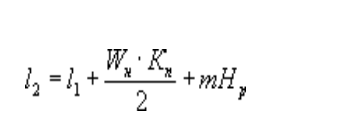 l₂ = l₁ + (Wₙ · Kₙ)/2 + mHₚ